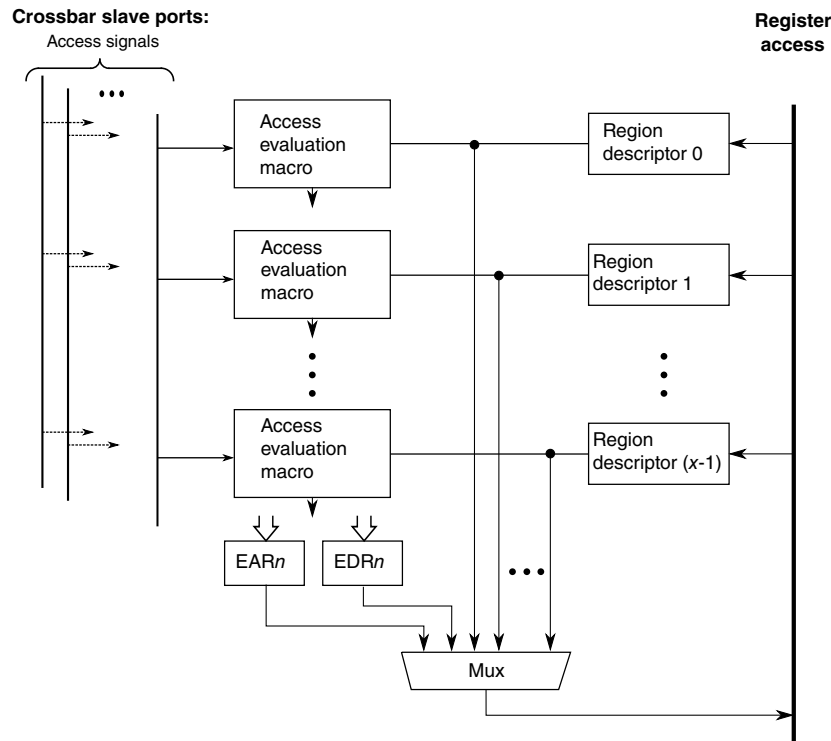 Crossbar slave ports:
Access signals
Register
access
Access
evaluation
macro
Region
descriptor 0
Access
evaluation
macro
Region
descriptor 1
Access
evaluation
macro
Region
descriptor (x-1)
EARn
EDRn
Mux